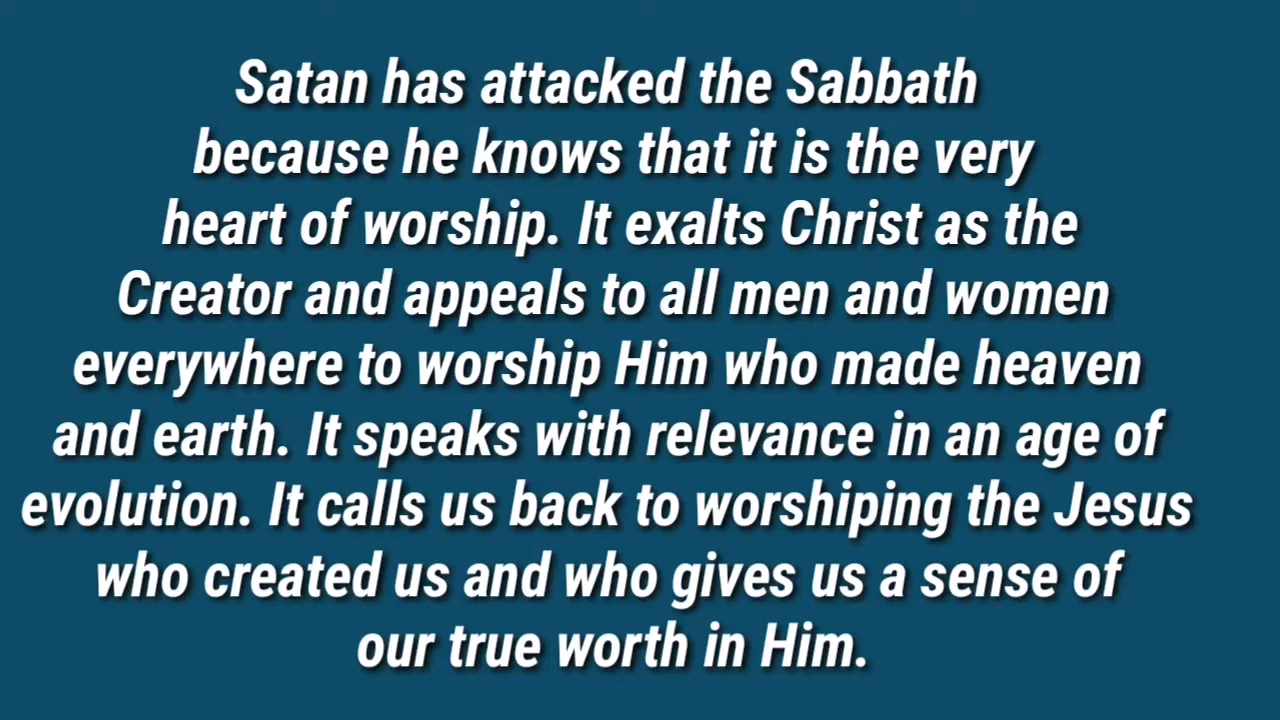 Satan has attacked the Sabbath
because he knows that it is the very
heart of worship. It exalts Christ as the
Creator and appeals to all men and women
everywhere to worship Him who made heaven
and earth. It speaks with relevance in an age of
evolution. It calls us back to worshiping the Jesus
who created us and who gives us a sense of
our true worth in Him.